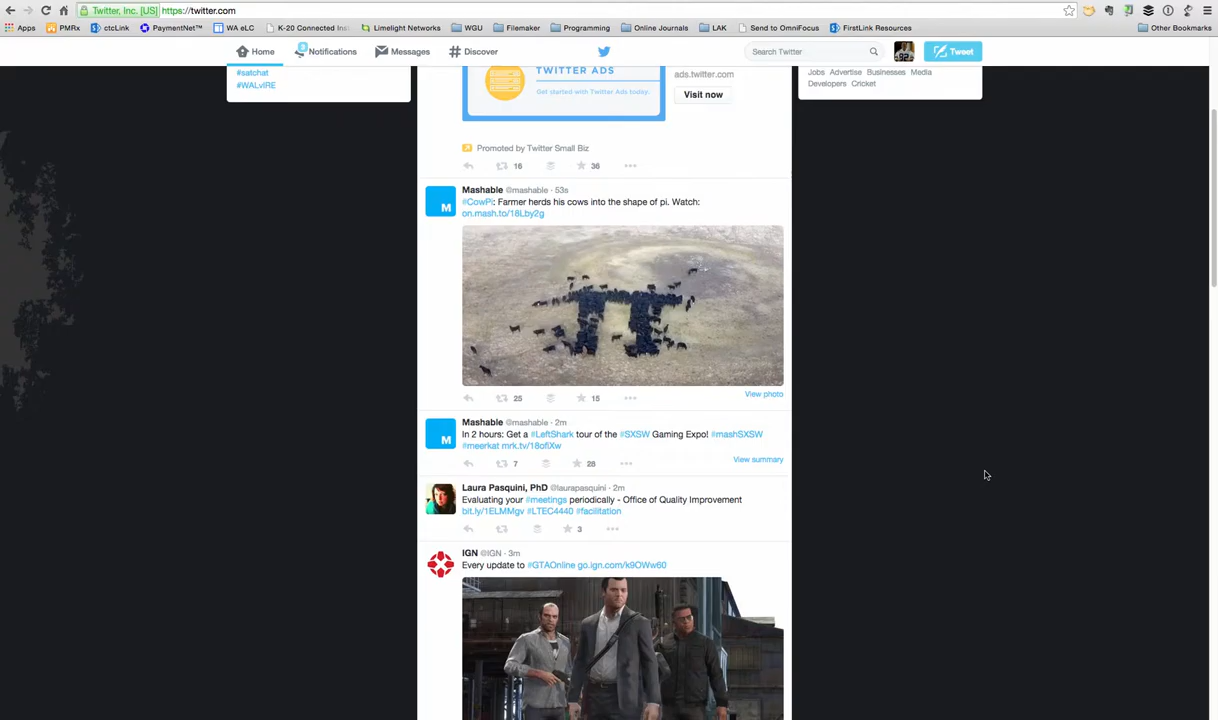 Twitter, Inc. [US] https://twitter.com
Apps PMRx ctcLink PaymentNet™ WA eLC K-20 Connected Inst Limelight Networks WGU Filemaker Programming Online Journals LAK Send to OmniFocus FirstLink Resources Other Bookmarks
Home Notifications Messages Discover Search Twitter Tweet
#satchat
#WALvIRE
TWITTER ADS
Get started with Twitter Ads today.
ads.twitter.com
Visit now
Jobs Advertise Businesses Media
Developers Cricket
Promoted by Twitter Small Biz
16 36
Mashable @mashable · 53s
#CowPi: Farmer herds his cows into the shape of pi. Watch:
on.mash.to/18Lby2g
25 15
View photo
Mashable @mashable · 2m
In 2 hours: Get a #LeftShark tour of the #SXSW Gaming Expo! #mashSXSW
#meerkat mrk.tv/18ofiXw
View summary
7 28
Laura Pasquini, PhD @laurapasquini · 2m
Evaluating your #meetings periodically - Office of Quality Improvement
bit.ly/1ELMMgv #LTEC4440 #facilitation
3
IGN @IGN · 3m
Every update to #GTAOnline go.ign.com/k9OWw60